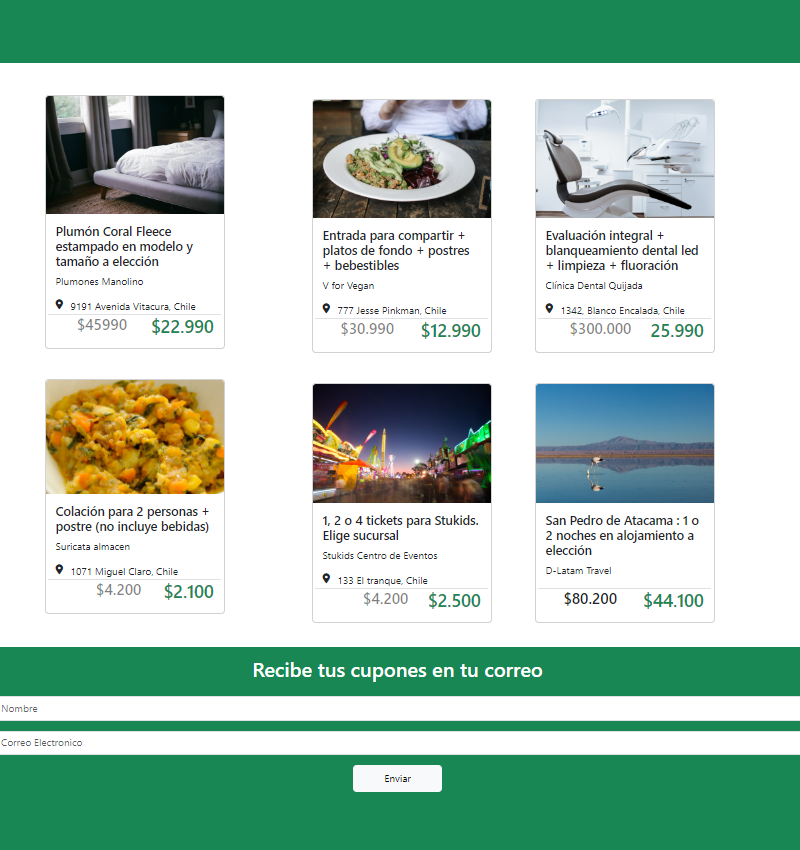 Plumón Coral Fleece
estampado en modelo y
tamaño a elección
Plumones Manolino
9191 Avenida Vitacura, Chile
$45990 $22.990
Entrada para compartir +
platos de fondo + postres
+ bebestibles
V for Vegan
777 Jesse Pinkman, Chile
$30.990 $12.990
Evaluación integral +
blanqueamiento dental led
+ limpieza + fluoración
Clínica Dental Quijada
1342, Blanco Encalada, Chile
$300.000 25.990
Colación para 2 personas +
postre (no incluye bebidas)
Suricata almacen
1071 Miguel Claro, Chile
$4.200 $2.100
1, 2 o 4 tickets para Stukids.
Elige sucursal
Stukids Centro de Eventos
133 El tranque, Chile
$4.200 $2.500
San Pedro de Atacama : 1 o
2 noches en alojamiento a
elección
D-Latam Travel
$80.200 $44.100
Recibe tus cupones en tu correo
Nombre
Correo Electronico
Enviar